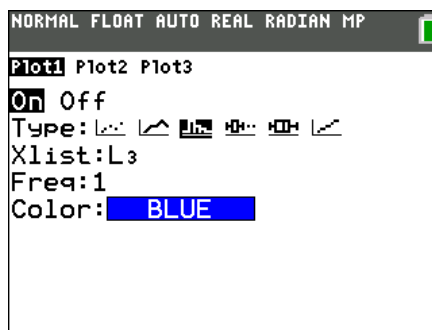 NORMAL FLOAT AUTO REAL RADIAN MP
Plot1 Plot2 Plot3
On Off
Type:
Xlist:L₃
Freq:1
Color: BLUE